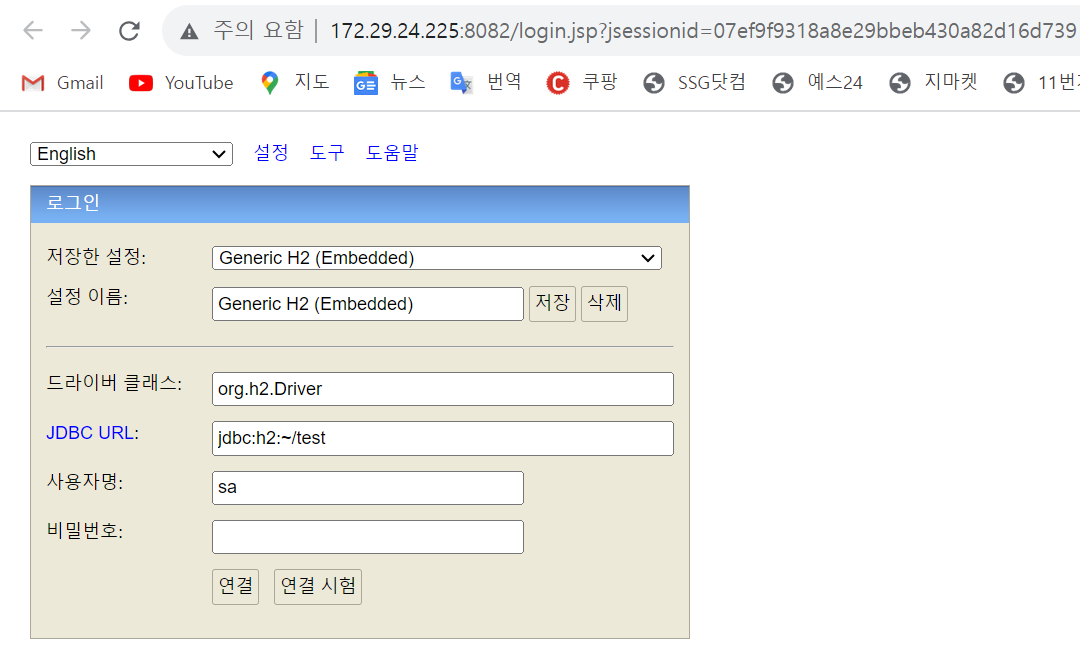 주의 요함 | 172.29.24.225:8082/login.jsp?jsessionid=07ef9f9318a8e29bbeb430a82d16d739
Gmail YouTube 지도 뉴스 번역 쿠팡 SSG닷컴 예스24 지마켓 11번가
English 설정 도구 도움말
로그인
저장한 설정: Generic H2 (Embedded)
설정 이름: Generic H2 (Embedded) 저장 삭제
드라이버 클래스: org.h2.Driver
JDBC URL: jdbc:h2:~/test
사용자명: sa
비밀번호:
연결 연결 시험